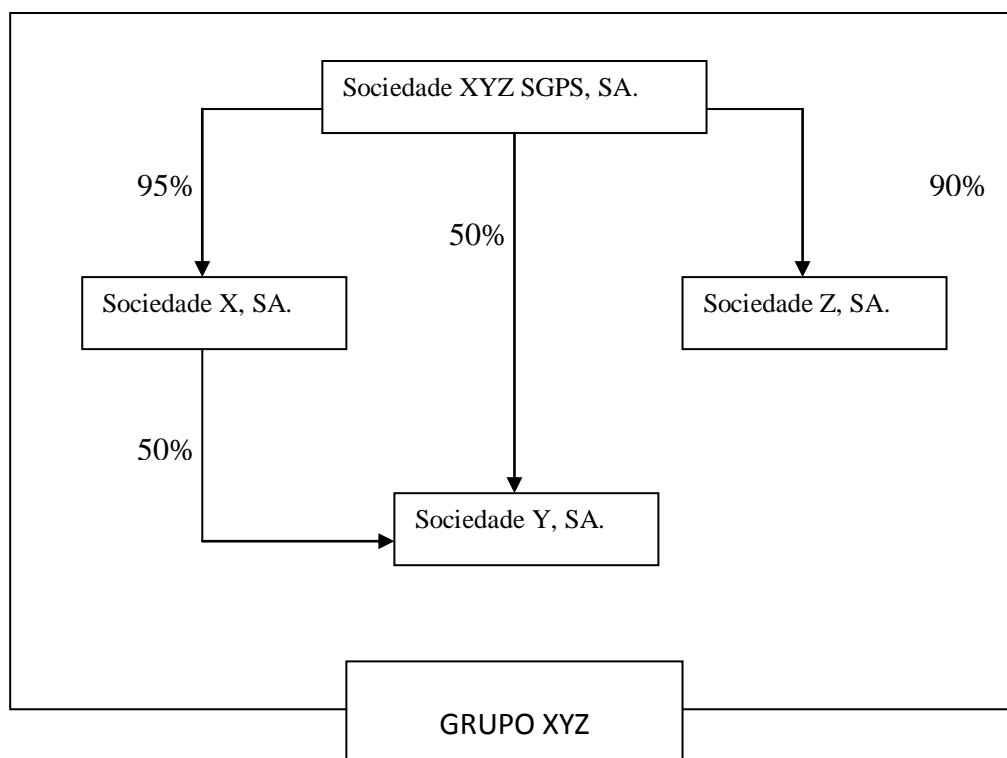 Sociedade XYZ SGPS, SA.
95%
50%
90%
Sociedade X, SA.
Sociedade Z, SA.
50%
Sociedade Y, SA.
GRUPO XYZ